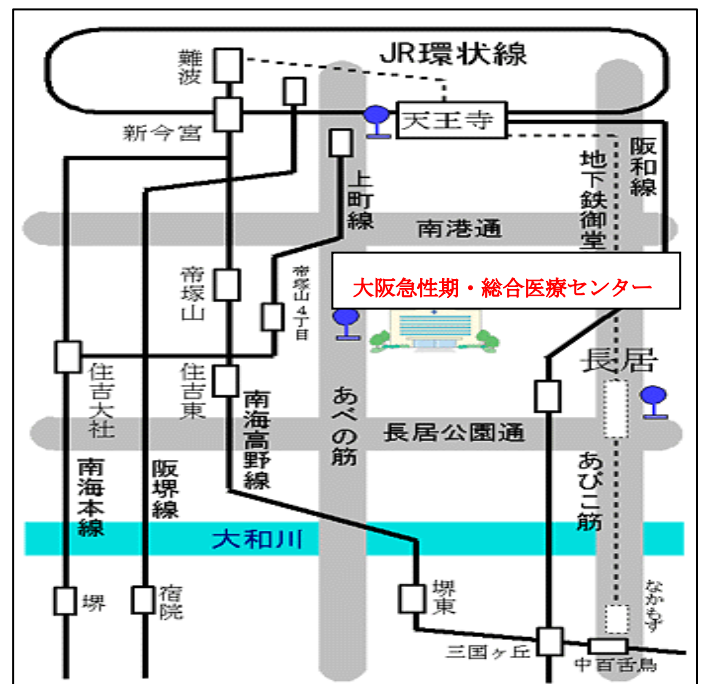 JR環状線
難波
新今宮
天王寺
阪和線
地下鉄御堂
上町線
南港通
大阪急性期・総合医療センター
帝塚山
帝塚山4丁目
長居
住吉大社
住吉東
南海高野線
あべの筋
長居公園通
南海本線
阪堺線
あびこ筋
大和川
堺
宿院
堺東
なかもず
三国ヶ丘
中百舌鳥